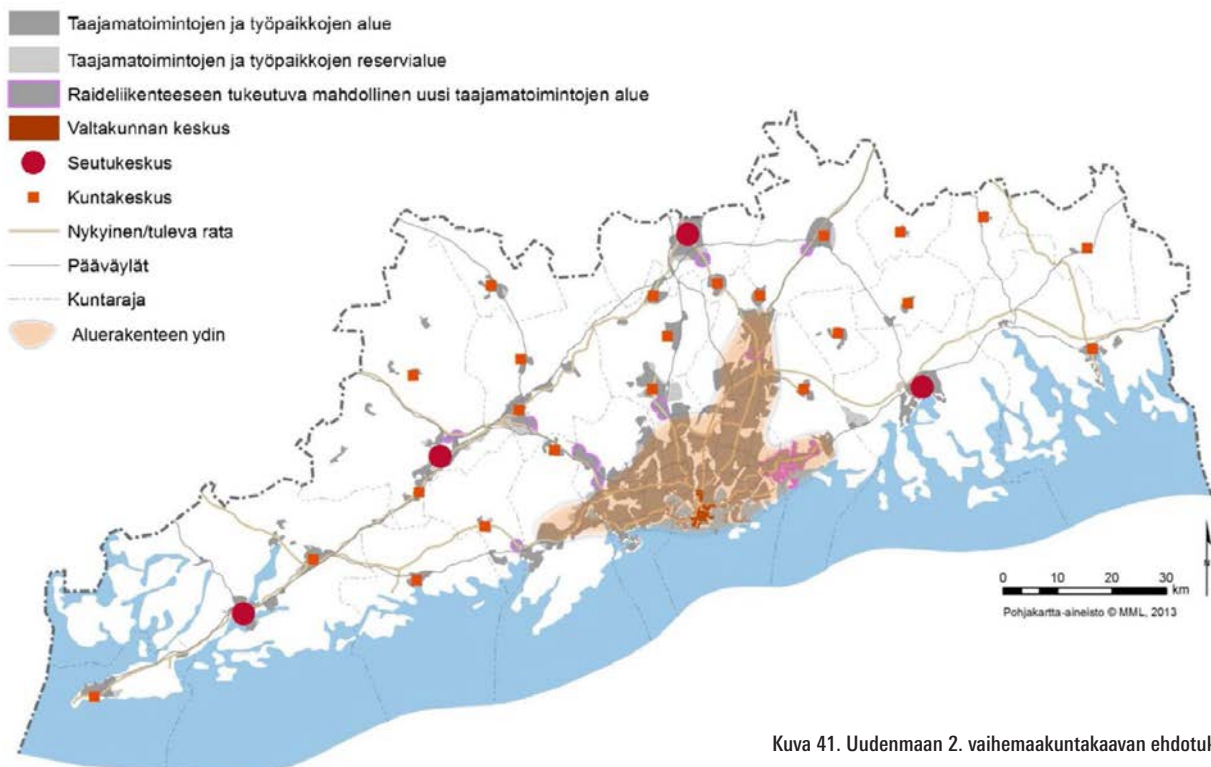 Taajamatoimintojen ja työpaikkojen alue
Taajamatoimintojen ja työpaikkojen reservialue
Raideliikenteeseen tukeutuva mahdollinen uusi taajamatoimintojen alue
Valtakunnan keskus
Seutukeskus
Kuntakeskus
Nykyinen/tuleva rata
Pääväylät
Kuntaraja
Aluerakenteen ydin
0 5 10 20 30
km
Pohjakartta-aineisto © MML, 2013
Kuva 41. Uudenmaan 2. vaihemaakuntakaavan ehdotuk